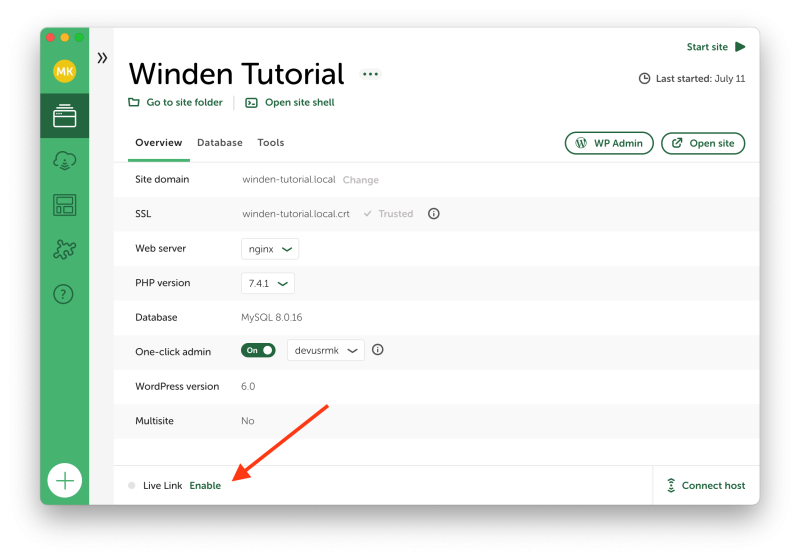 MK
Start site
Winden Tutorial
Last started: July 11
Go to site folder
Open site shell
Overview Database Tools
WP Admin
Open site
Site domain winden-tutorial.local Change
SSL winden-tutorial.local.crt Trusted
Web server nginx
PHP version 7.4.1
Database MySQL 8.0.16
One-click admin On devusrmk
WordPress version 6.0
Multisite No
Live Link Enable
Connect host